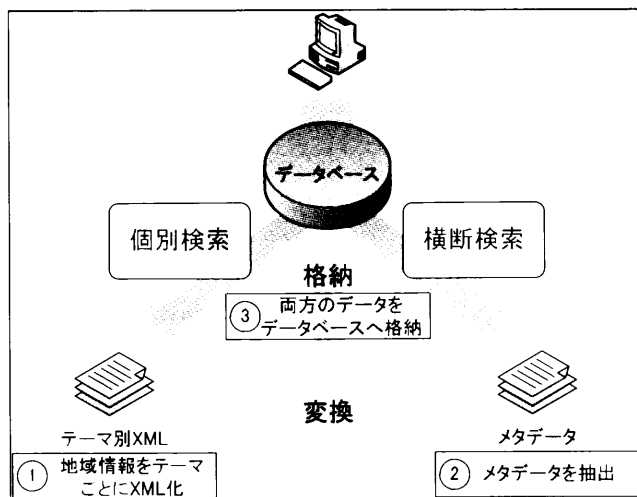 データベース
個別検索
横断検索
格納
③ 両方のデータを
データベースへ格納
変換
テーマ別XML
① 地域情報をテーマ
ごとにXML化
メタデータ
② メタデータを抽出